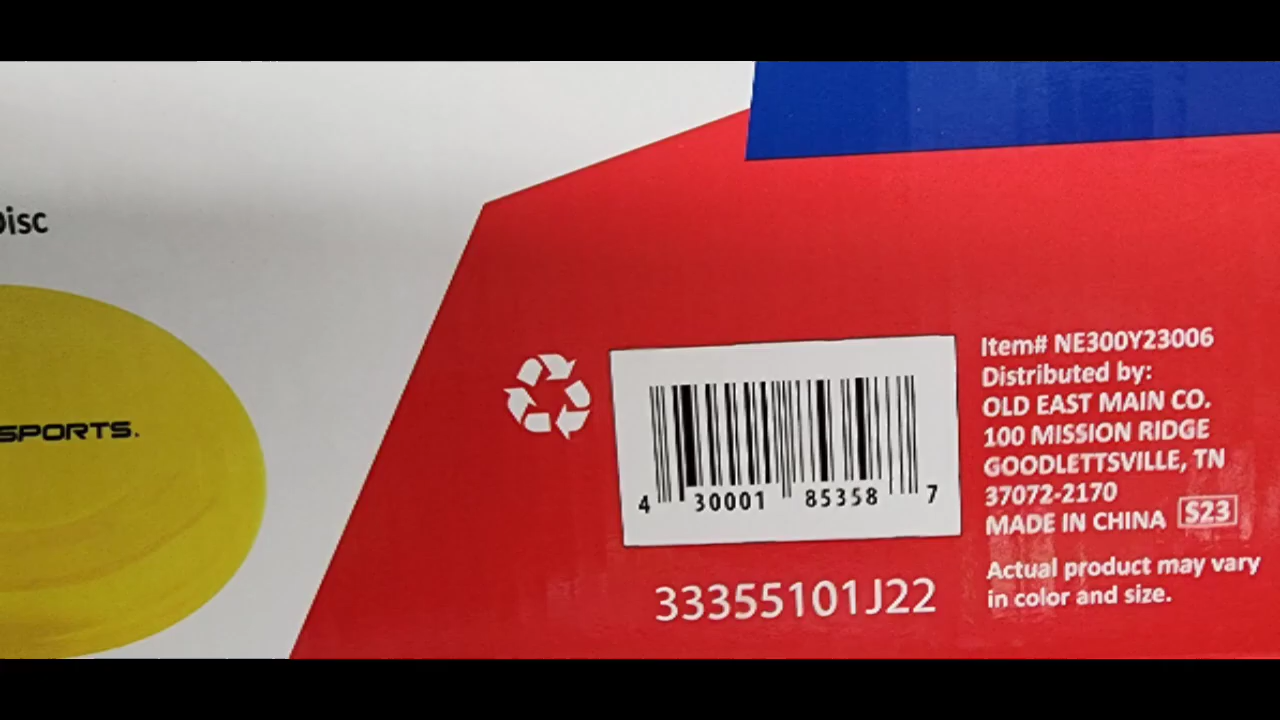 Disc
SPORTS.
Item# NE300Y23006
Distributed by:
OLD EAST MAIN CO.
100 MISSION RIDGE
GOODLETTSVILLE, TN
37072-2170
MADE IN CHINA S23
Actual product may vary
in color and size.
4 30001 85358 7
33355101J22